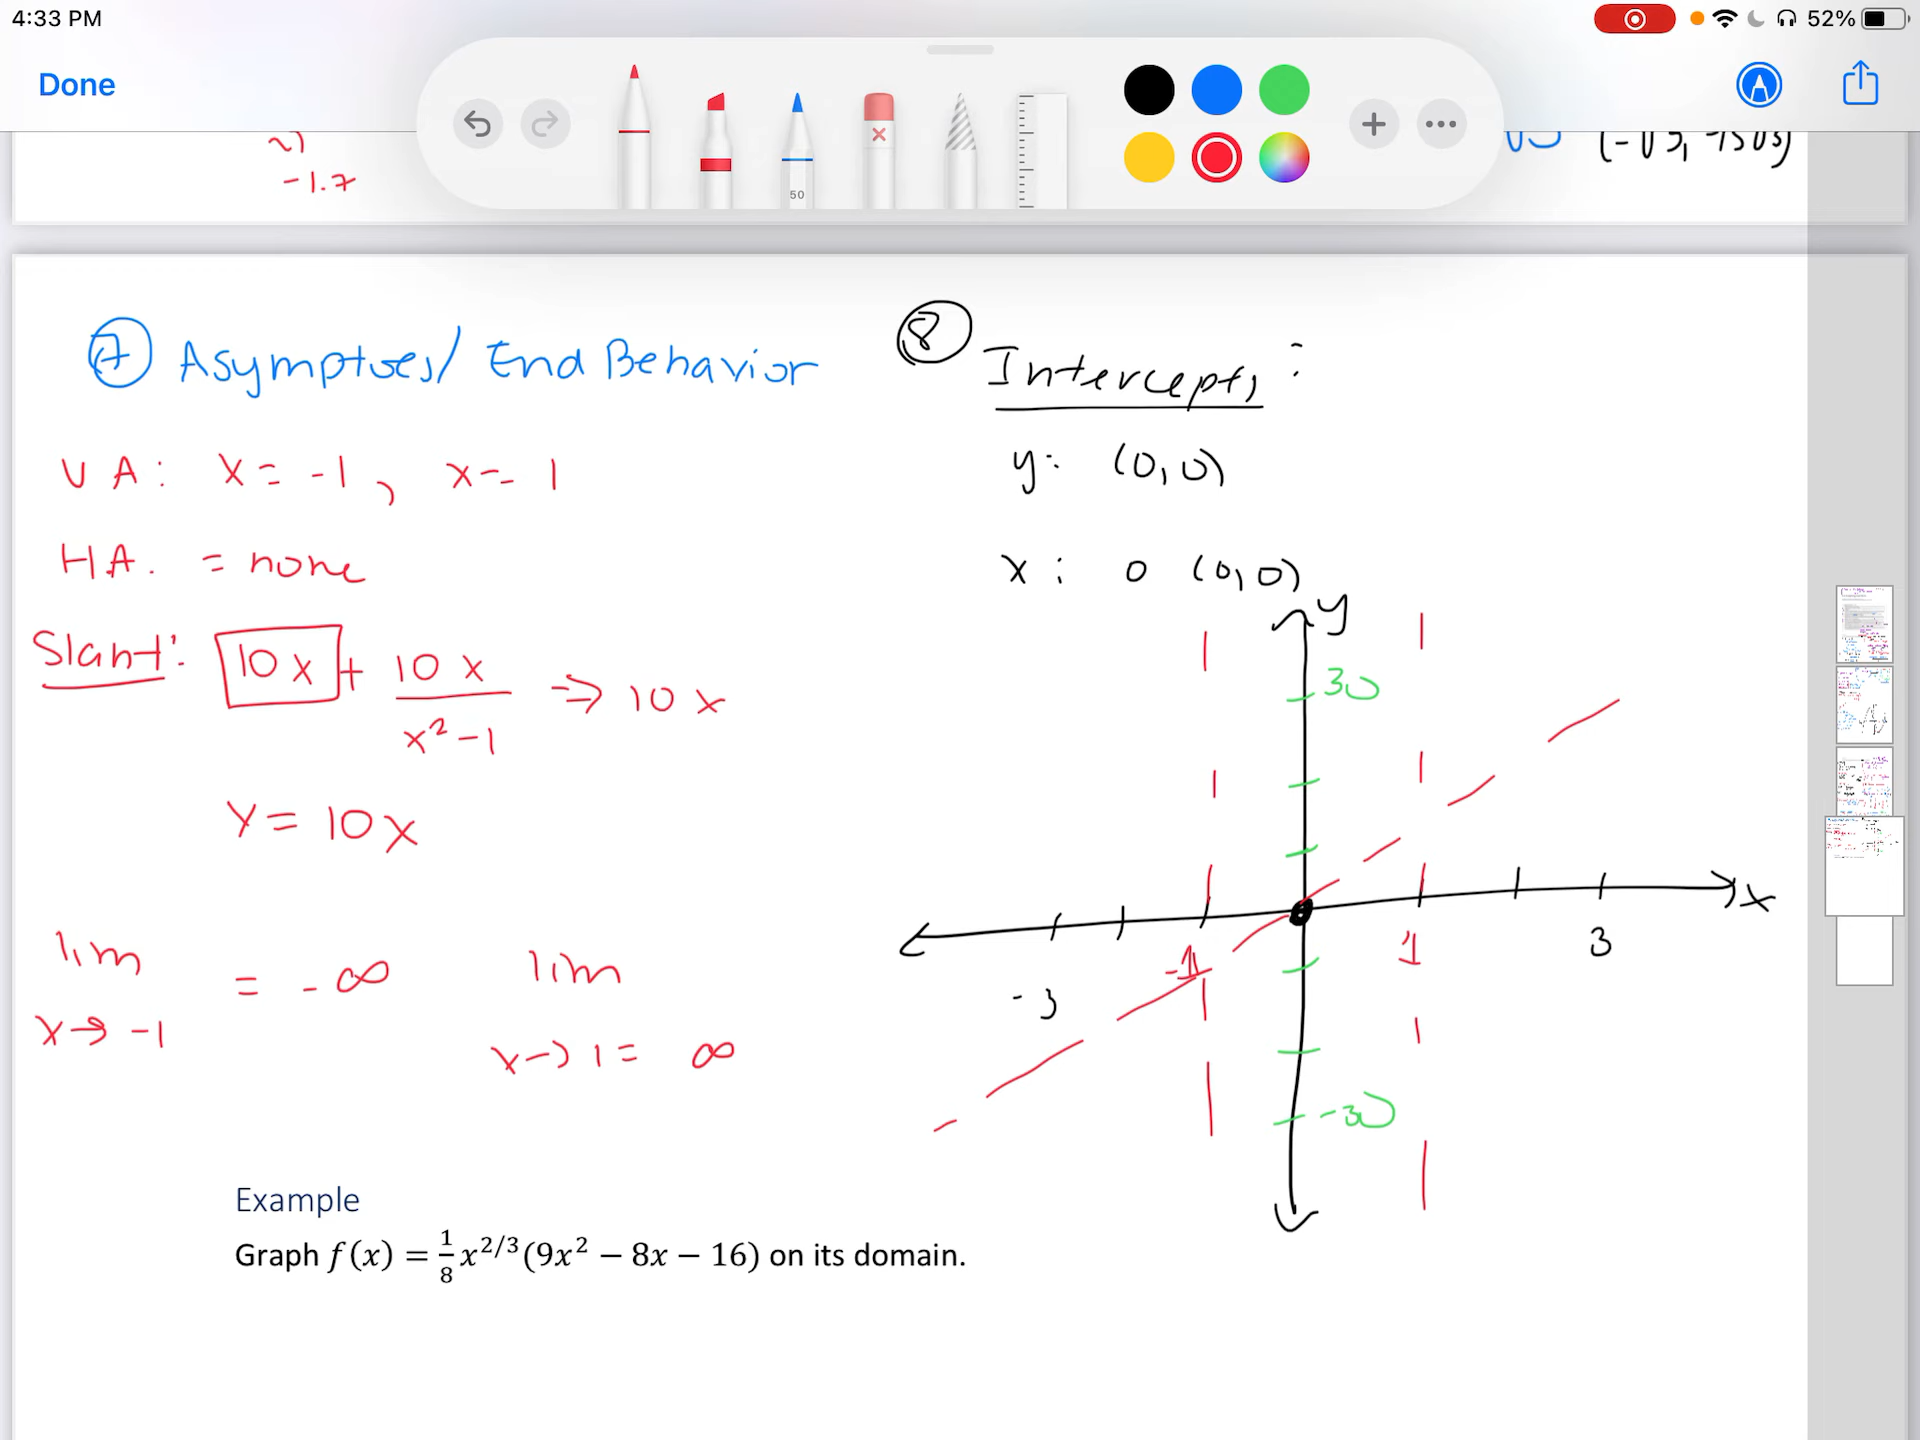 4:33 PM
52%
Done
50
-1.7
⑦ Asymptoes/ End Behavior
VA: x = -1, x = 1
HA. = none
Slant: 10x + 10x/(x² - 1) → 10x
y = 10x
lim x → -1 = -∞
lim x → 1 = ∞
⑧ Intercepts:
y: (0,0)
x: 0 (0,0)
y
30
x
-1
1
3
-3
-30
Example
Graph f(x) = 1/8 x^{2/3}(9x² − 8x − 16) on its domain.